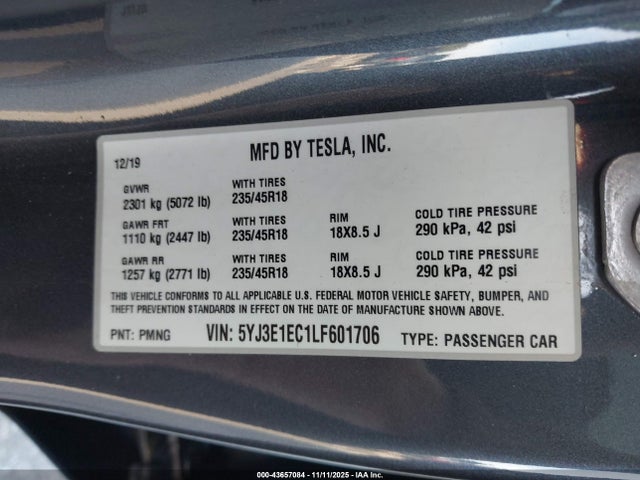 MFD BY TESLA, INC.
12/19
GVWR
2301 kg (5072 lb)
WITH TIRES
235/45R18
GAWR FRT
1110 kg (2447 lb)
WITH TIRES
235/45R18
RIM
18X8.5 J
COLD TIRE PRESSURE
290 kPa, 42 psi
GAWR RR
1257 kg (2771 lb)
WITH TIRES
235/45R18
RIM
18X8.5 J
COLD TIRE PRESSURE
290 kPa, 42 psi
THIS VEHICLE CONFORMS TO ALL APPLICABLE U.S. FEDERAL MOTOR VEHICLE SAFETY, BUMPER, AND
THEFT PREVENTION STANDARDS IN EFFECT ON THE DATE OF MANUFACTURE SHOWN ABOVE.
PNT: PMNG VIN: 5YJ3E1EC1LF601706 TYPE: PASSENGER CAR
00-43657084 - 11/11/2025 - IAA Inc.